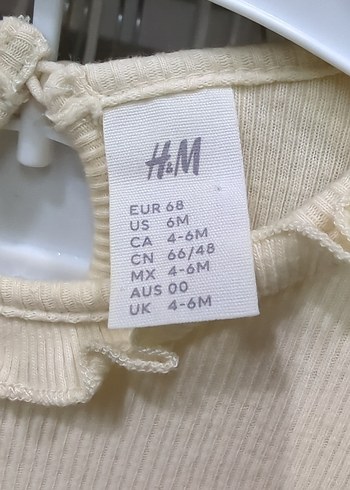 H&M
EUR 68
US 6M
CA 4-6M
CN 66/48
MX 4-6M
AUS 00
UK 4-6M